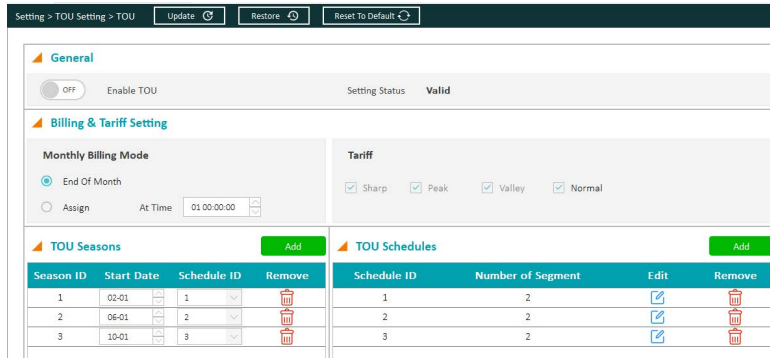 Setting > TOU Setting > TOU Update Restore Reset To Default
General
OFF Enable TOU Setting Status Valid
Billing & Tariff Setting
Monthly Billing Mode Tariff
End Of Month
Sharp Peak Valley Normal
Assign At Time 01 00:00:00
TOU Seasons Add TOU Schedules Add
Season ID Start Date Schedule ID Remove Schedule ID Number of Segment Edit Remove
1 02-01 1 1 2
2 06-01 2 2 2
3 10-01 3 3 2